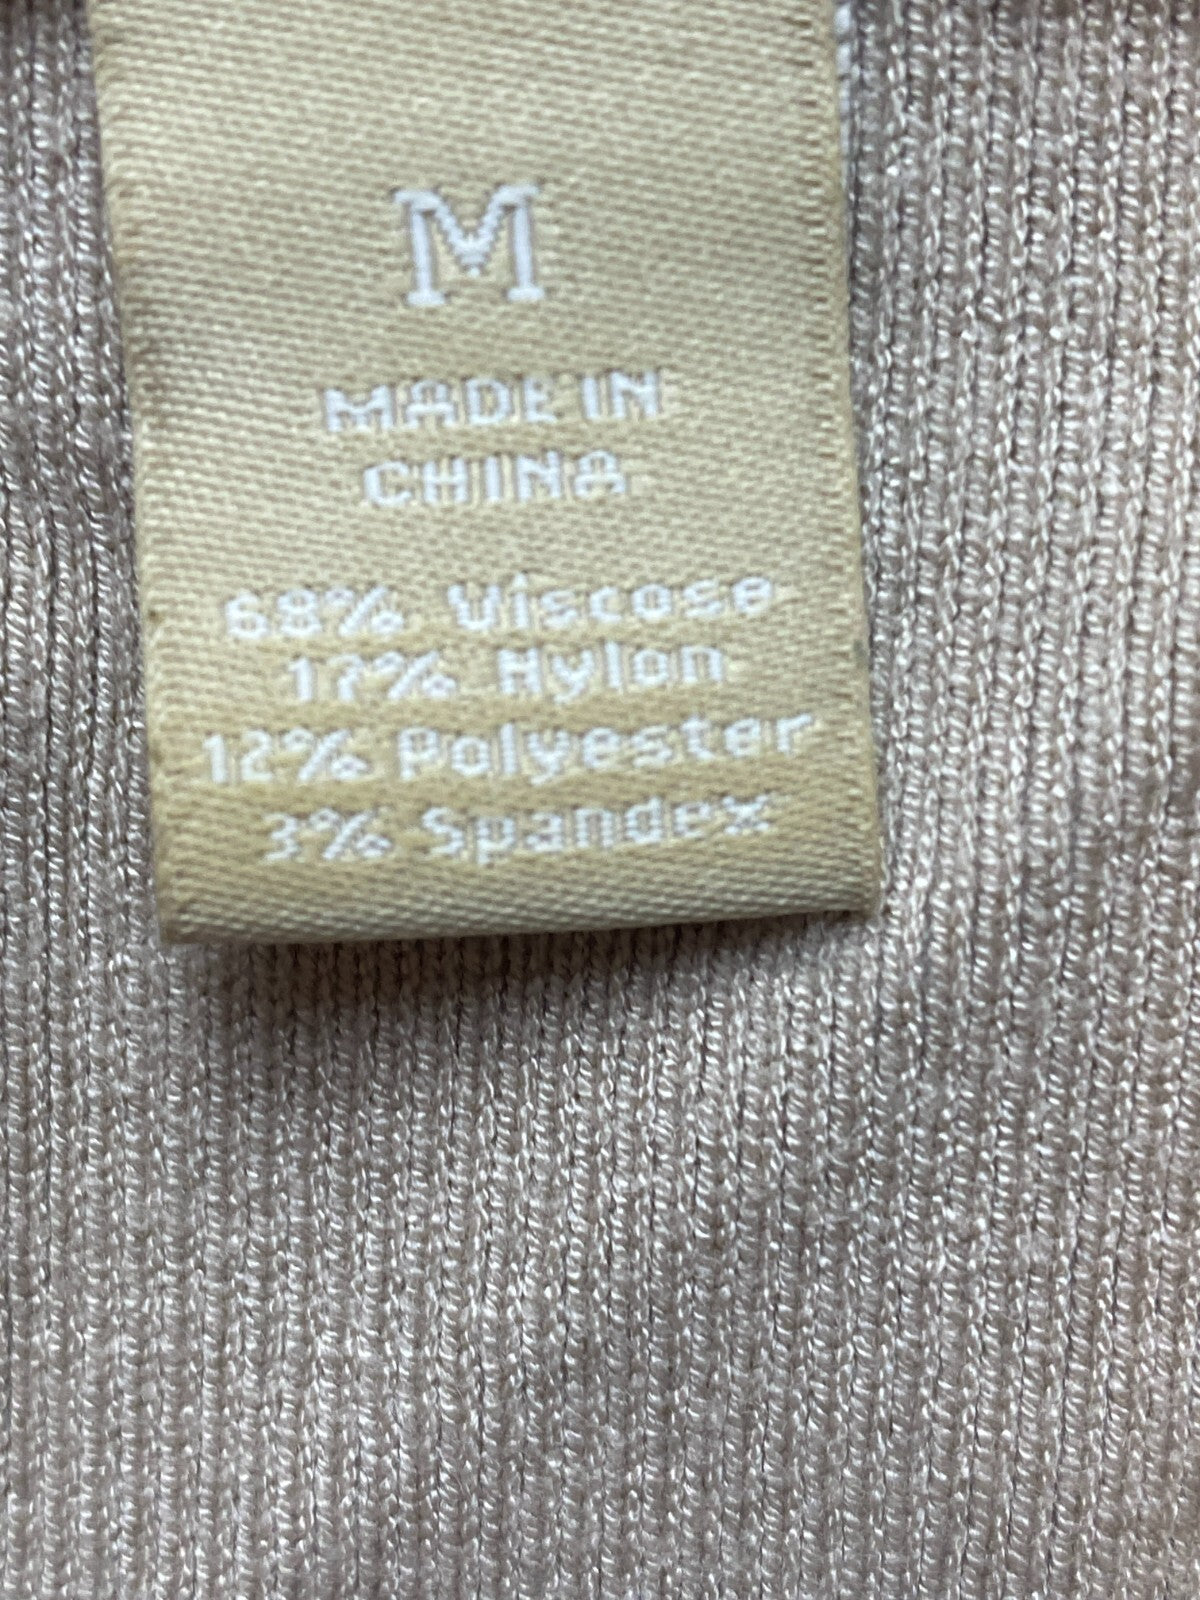 M
MADE IN
CHINA
68% Viscose
17% Nylon
12% Polyester
3% Spandex